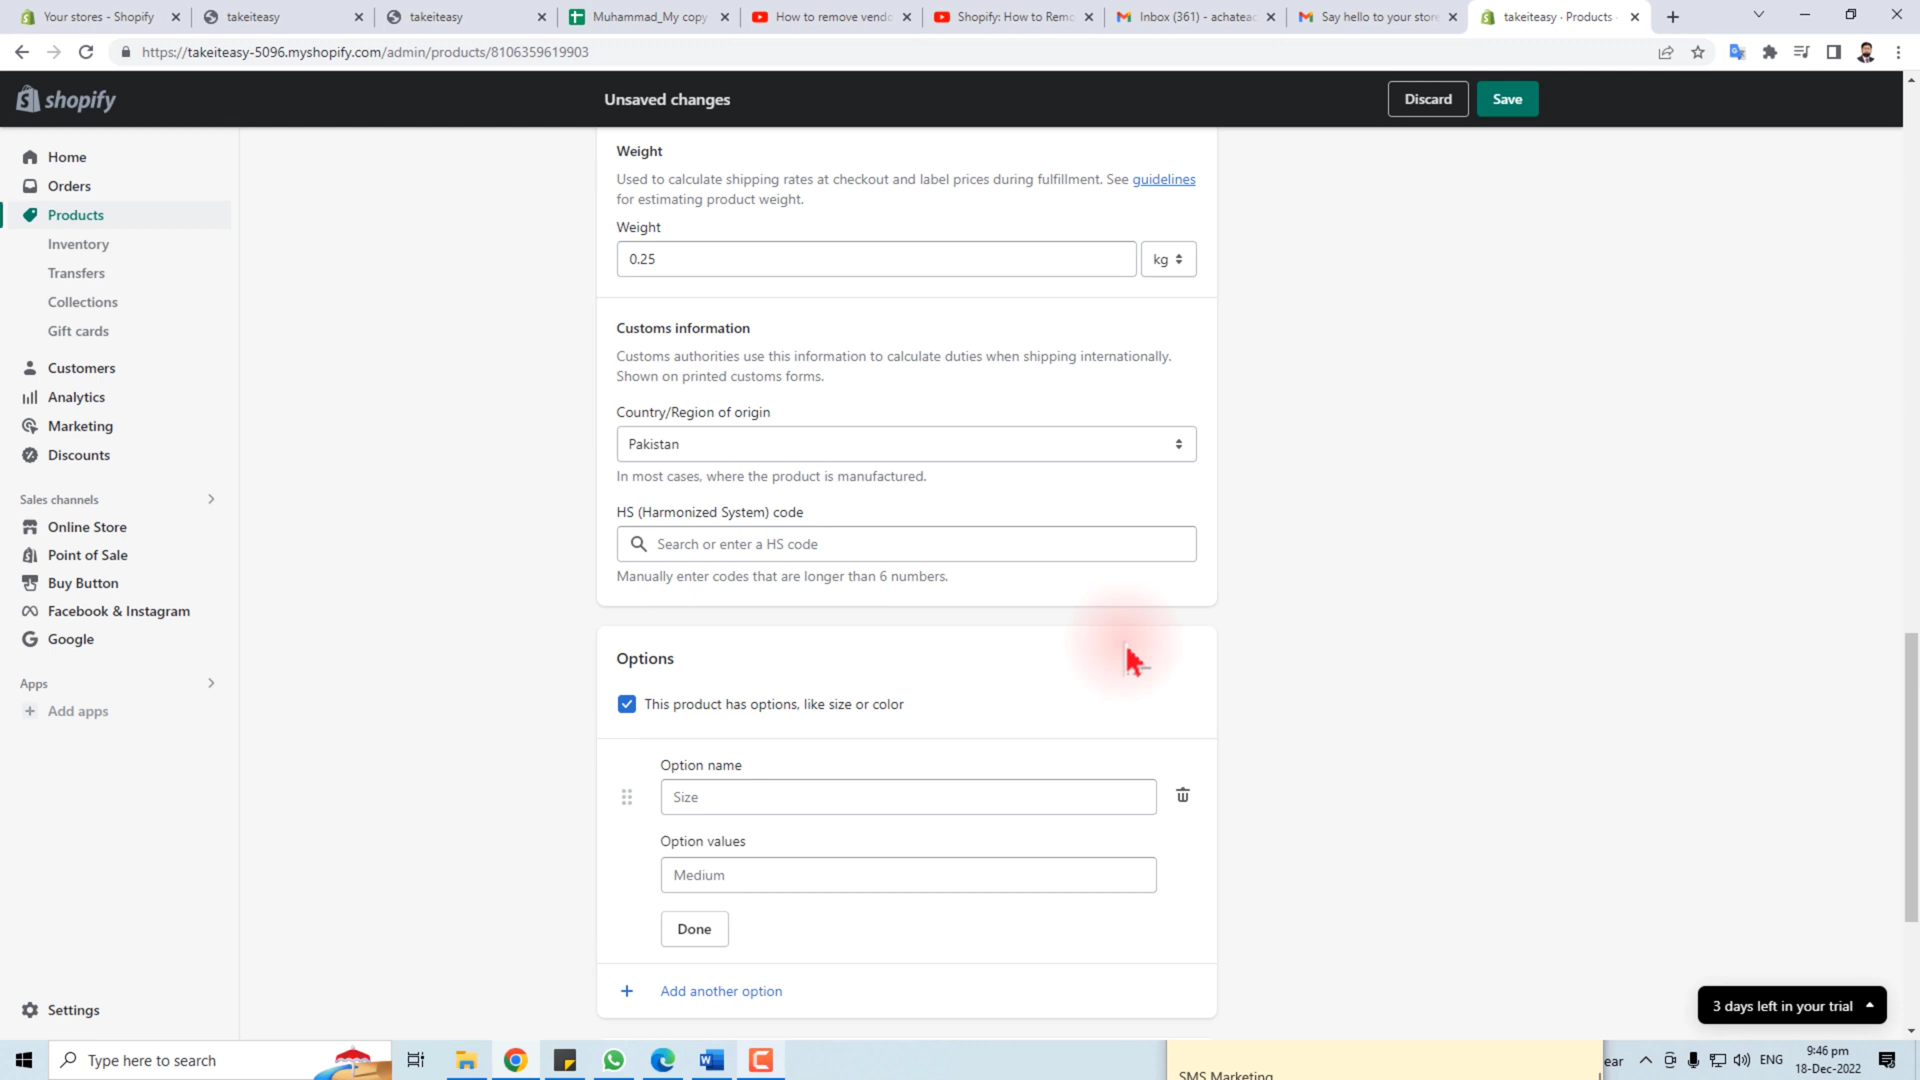 Your stores - Shopify
takeiteasy
takeiteasy
Muhammad_My copy
How to remove vendo
Shopify: How to Remo
Inbox (361) - achateac
Say hello to your store
takeiteasy · Products ·
https://takeiteasy-5096.myshopify.com/admin/products/8106359619903
shopify
Unsaved changes
Discard
Save
Home
Orders
Products
Inventory
Transfers
Collections
Gift cards
Customers
Analytics
Marketing
Discounts
Sales channels
Online Store
Point of Sale
Buy Button
Facebook & Instagram
Google
Apps
Add apps
Settings
Weight
Used to calculate shipping rates at checkout and label prices during fulfillment. See guidelines
for estimating product weight.
Weight
0.25
kg
Customs information
Customs authorities use this information to calculate duties when shipping internationally.
Shown on printed customs forms.
Country/Region of origin
Pakistan
In most cases, where the product is manufactured.
HS (Harmonized System) code
Search or enter a HS code
Manually enter codes that are longer than 6 numbers.
Options
This product has options, like size or color
Option name
Size
Option values
Medium
Done
Add another option
3 days left in your trial
Type here to search
SMS Marketing
ear
ENG
9:46 pm
18-Dec-2022